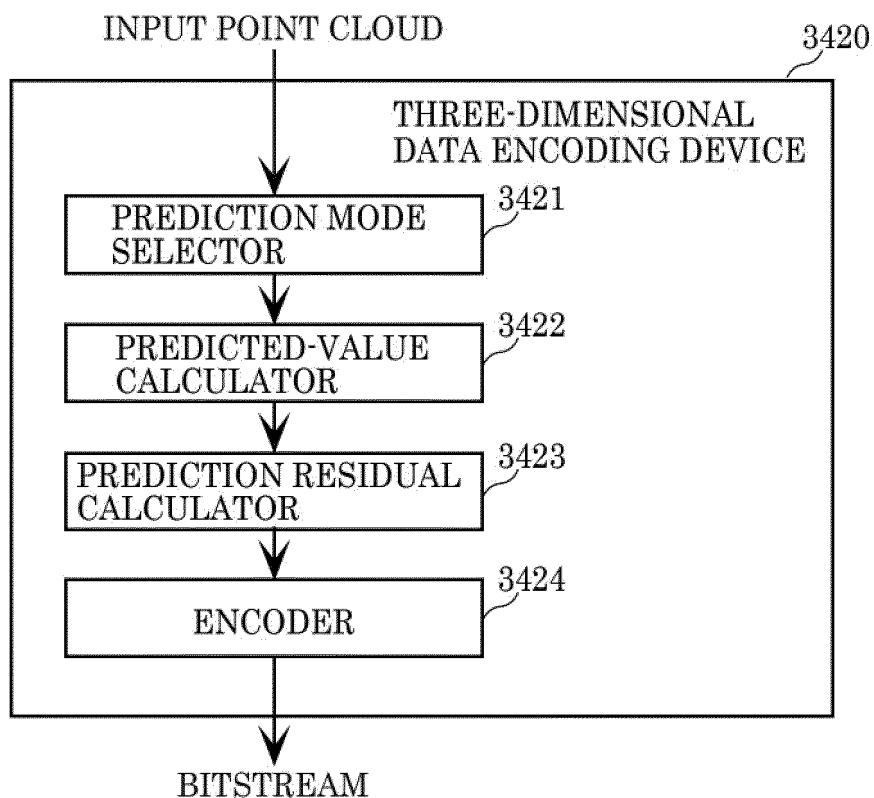 INPUT POINT CLOUD
3420
THREE-DIMENSIONAL
DATA ENCODING DEVICE
PREDICTION MODE
SELECTOR
3421
PREDICTED-VALUE
CALCULATOR
3422
PREDICTION RESIDUAL
CALCULATOR
3423
ENCODER
3424
BITSTREAM